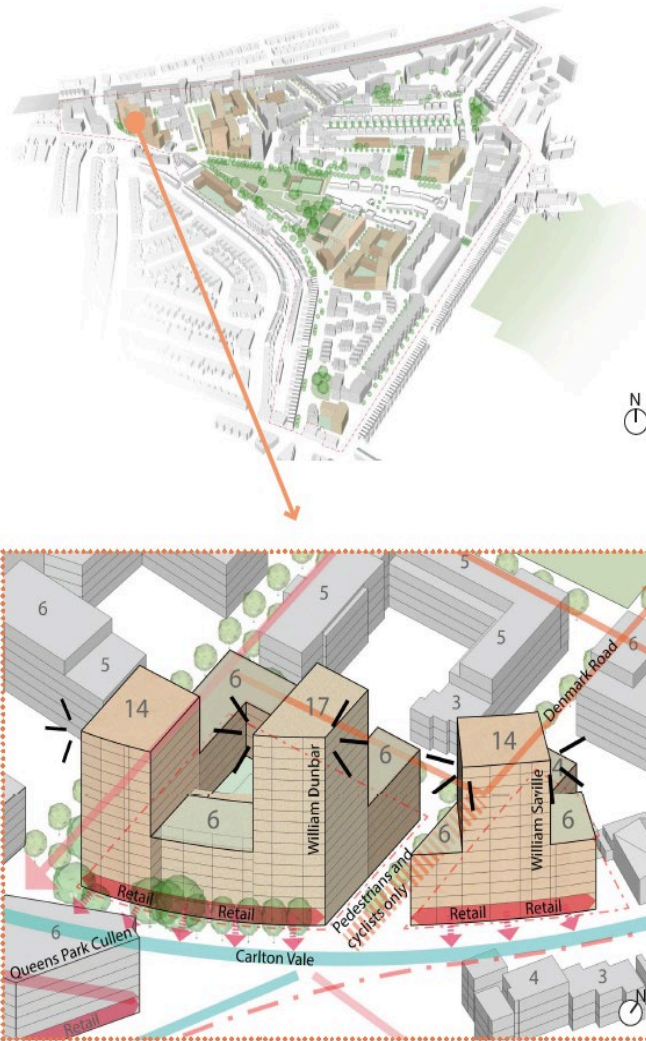 N
5
6
5
5
5
6
3
Denmark Road
6
14
17
14
4
William Dunbar
6
6
6
William Saville
6
Pedestrians and
cyclists only
Retail
Retail
Retail
Retail
6
Queens Park Cullen
Carlton Vale
Retail
4
3
N